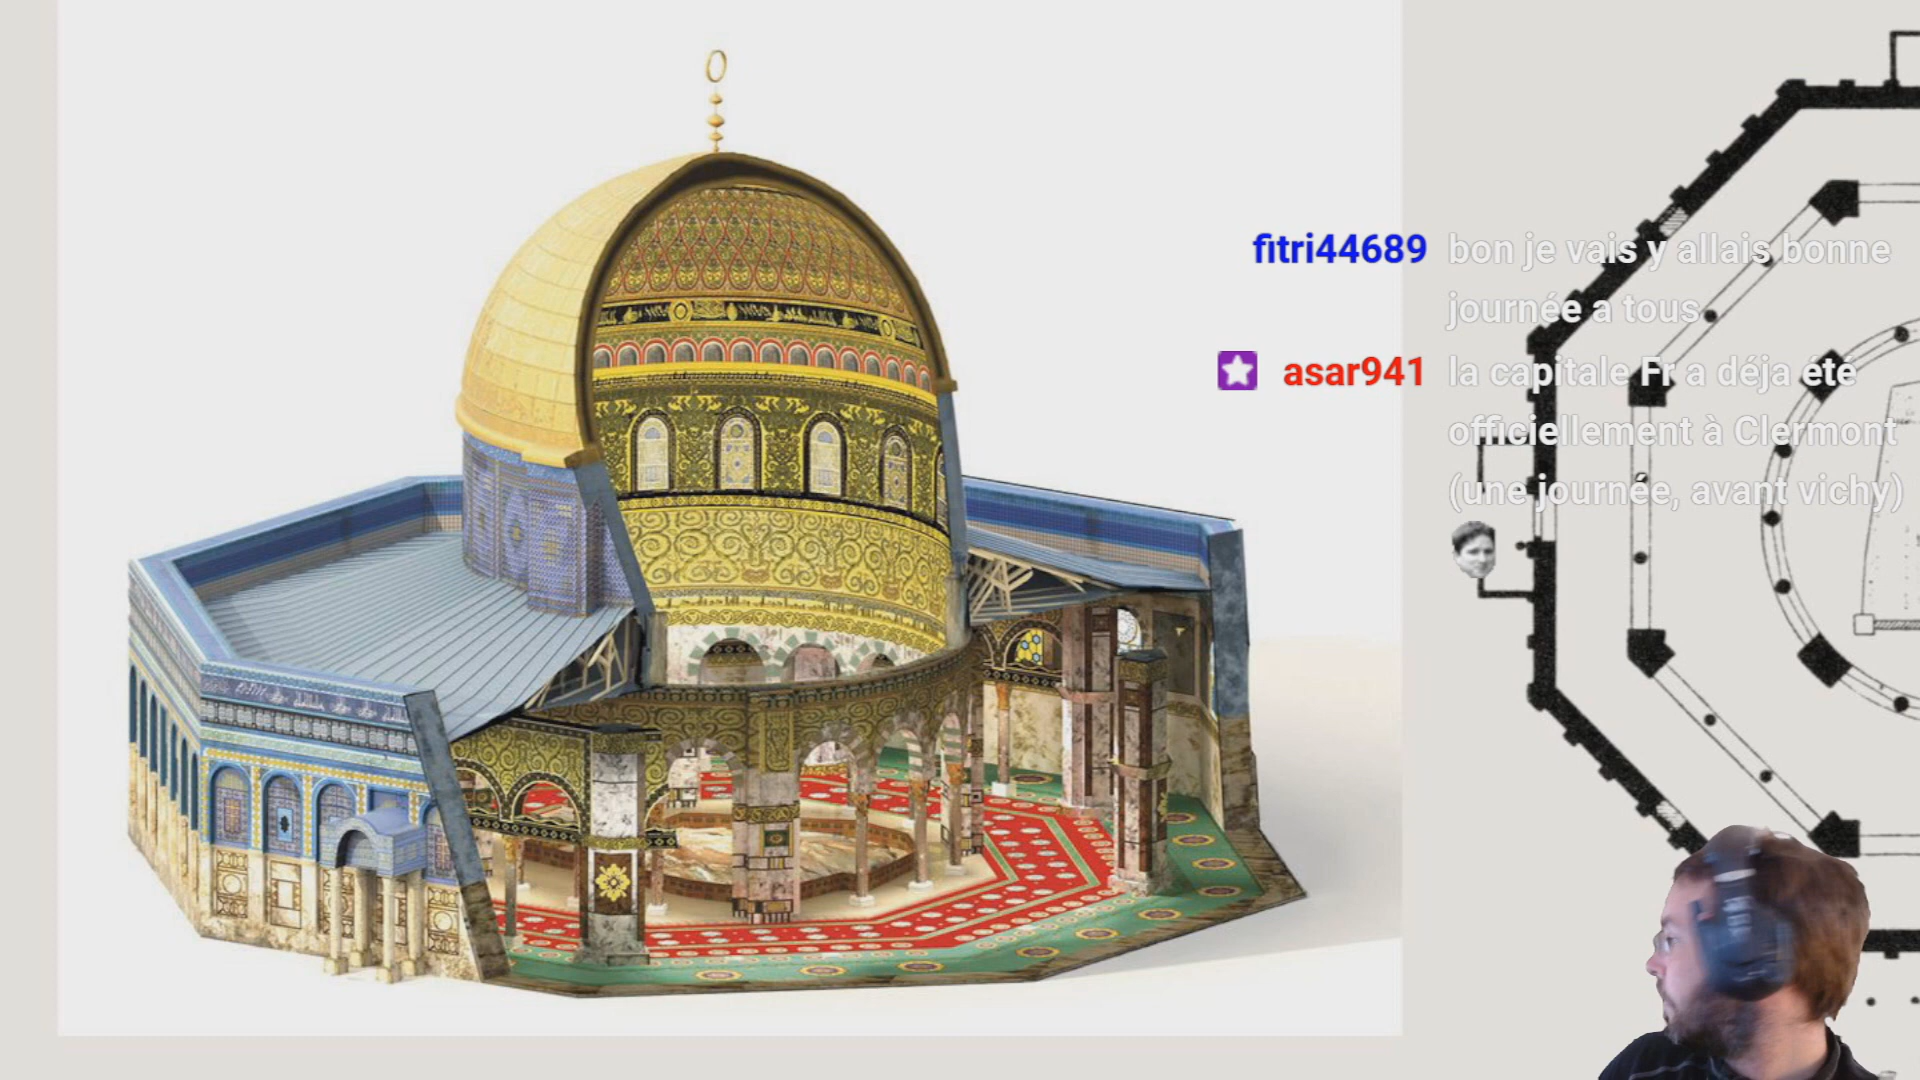 fitri44689 bon je vais y allais bonne
journée a tous
asar941 la capitale Fr a déja été
officiellement à Clermont
(une journée, avant vichy)